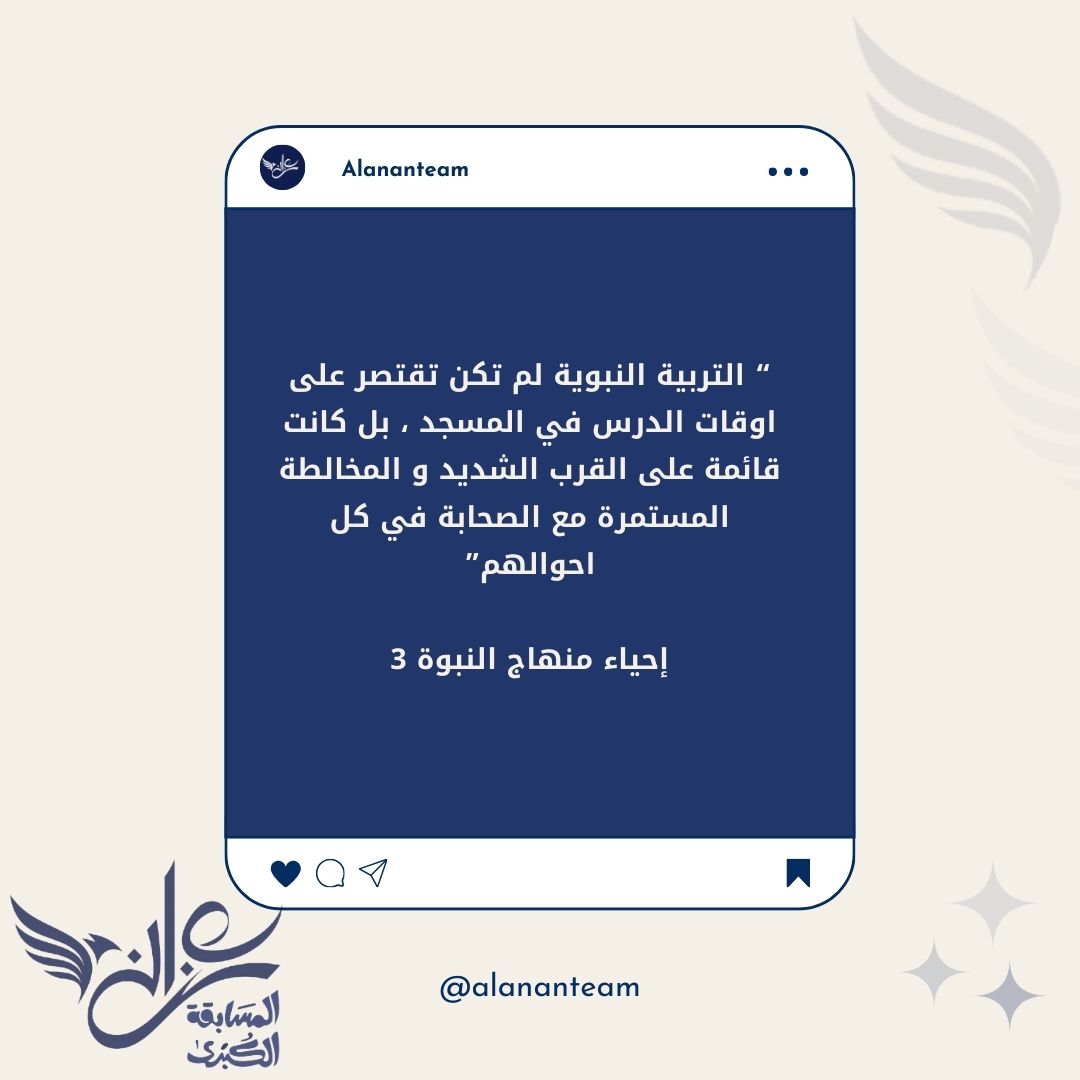 Alananteam
“ التربية النبوية لم تكن تقتصر على
اوقات الدرس في المسجد ، بل كانت
قائمة على القرب الشديد و المخالطة
المستمرة مع الصحابة في كل
احوالهم”
إحياء منهاج النبوة 3
المسابقة
الكبرى
@alananteam